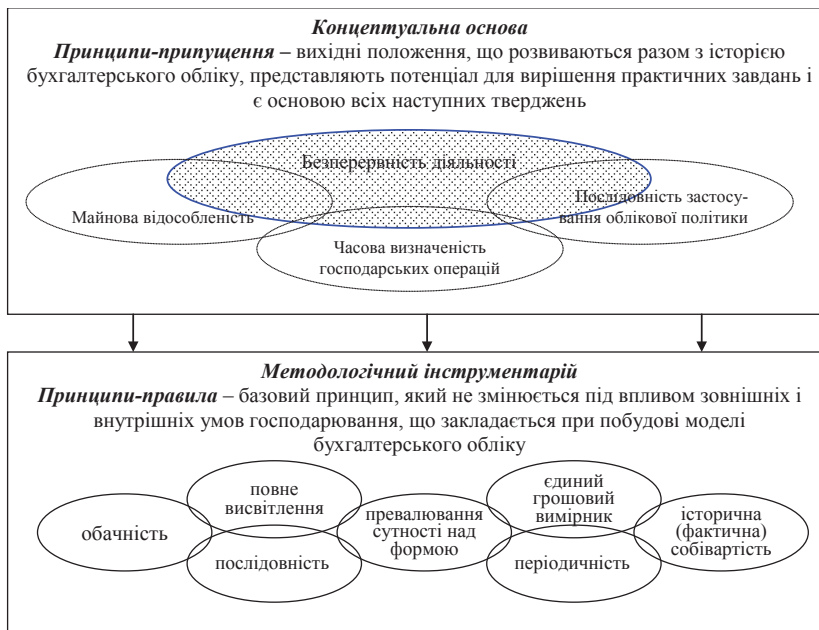 Концептуальна основа
Принципи-припущення – вихідні положення, що розвиваються разом з історією
бухгалтерського обліку, представляють потенціал для вирішення практичних завдань і
є основою всіх наступних тверджень
Безперервність діяльності
Майнова відособленість
Послідовність застосу-
вання облікової політики
Часова визначеність
господарських операцій
Методологічний інструментарій
Принципи-правила – базовий принцип, який не змінюється під впливом зовнішніх і
внутрішніх умов господарювання, що закладається при побудові моделі
бухгалтерського обліку
обачність
повне
висвітлення
послідовність
превалювання
сутності над
формою
єдиний
грошовий
вимірник
періодичність
історична
(фактична)
собівартість